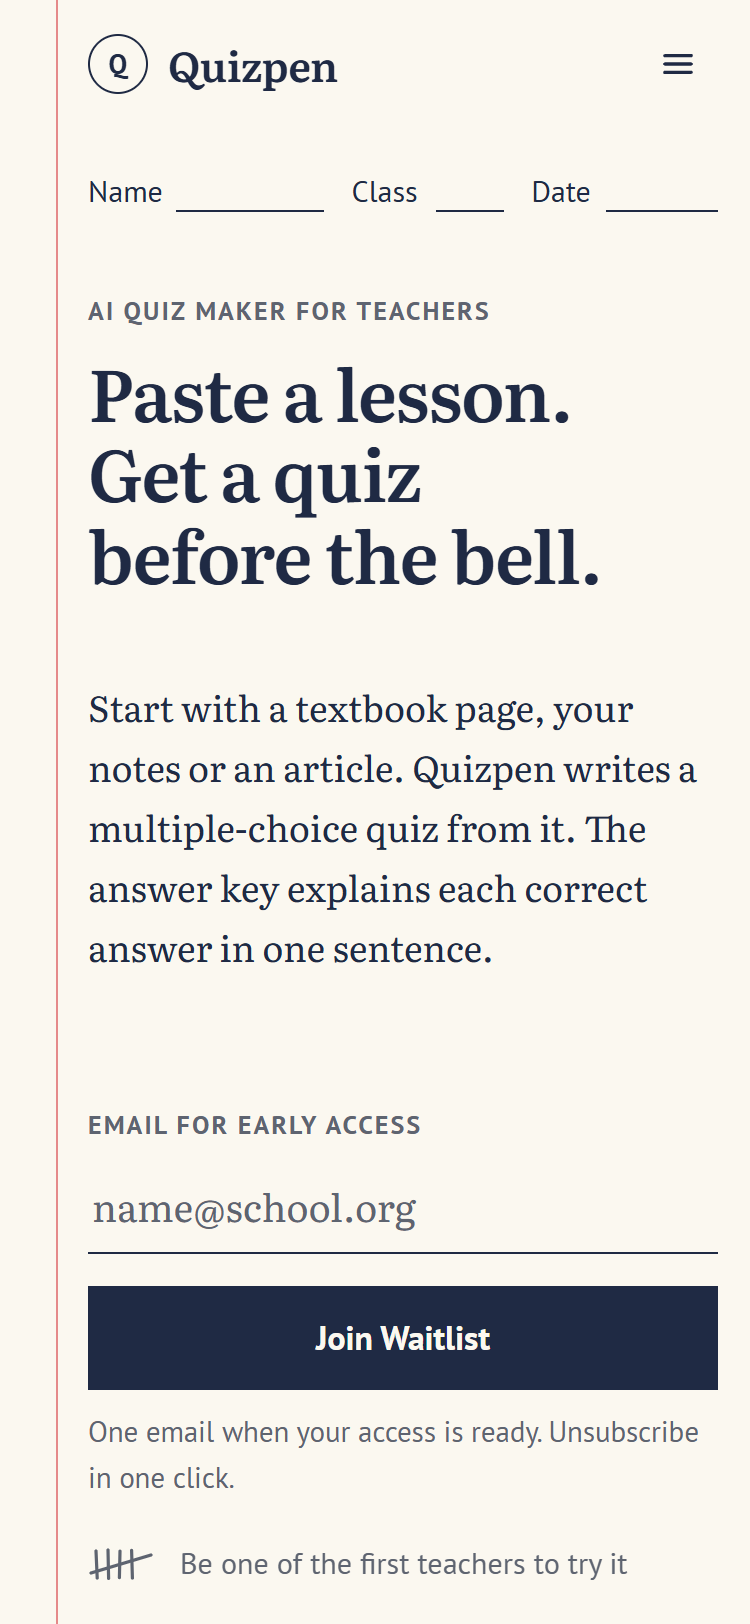 Q Quizpen
Name Class Date
AI QUIZ MAKER FOR TEACHERS
Paste a lesson.
Get a quiz
before the bell.
Start with a textbook page, your
notes or an article. Quizpen writes a
multiple-choice quiz from it. The
answer key explains each correct
answer in one sentence.
EMAIL FOR EARLY ACCESS
name@school.org
Join Waitlist
One email when your access is ready. Unsubscribe
in one click.
Be one of the first teachers to try it